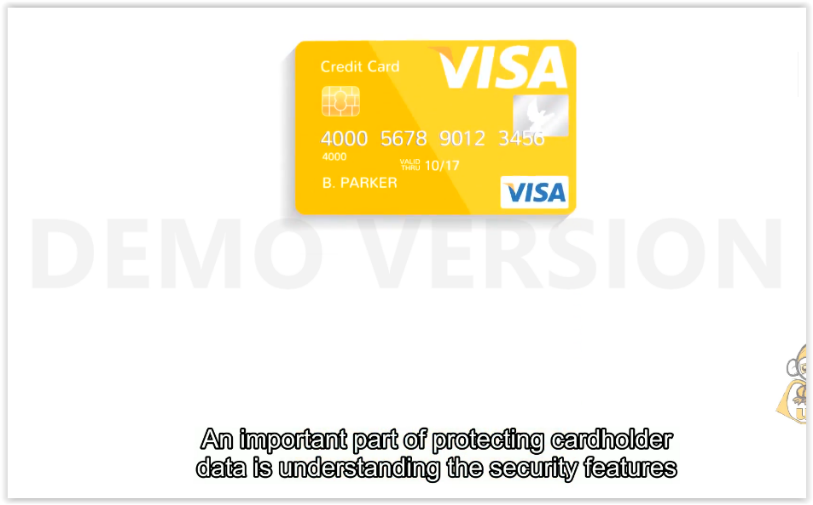 Credit Card
VISA
4000 5678 9012 3456
4000
VALID THRU 10/17
B. PARKER
VISA
DEMO VERSION
An important part of protecting cardholder
data is understanding the security features